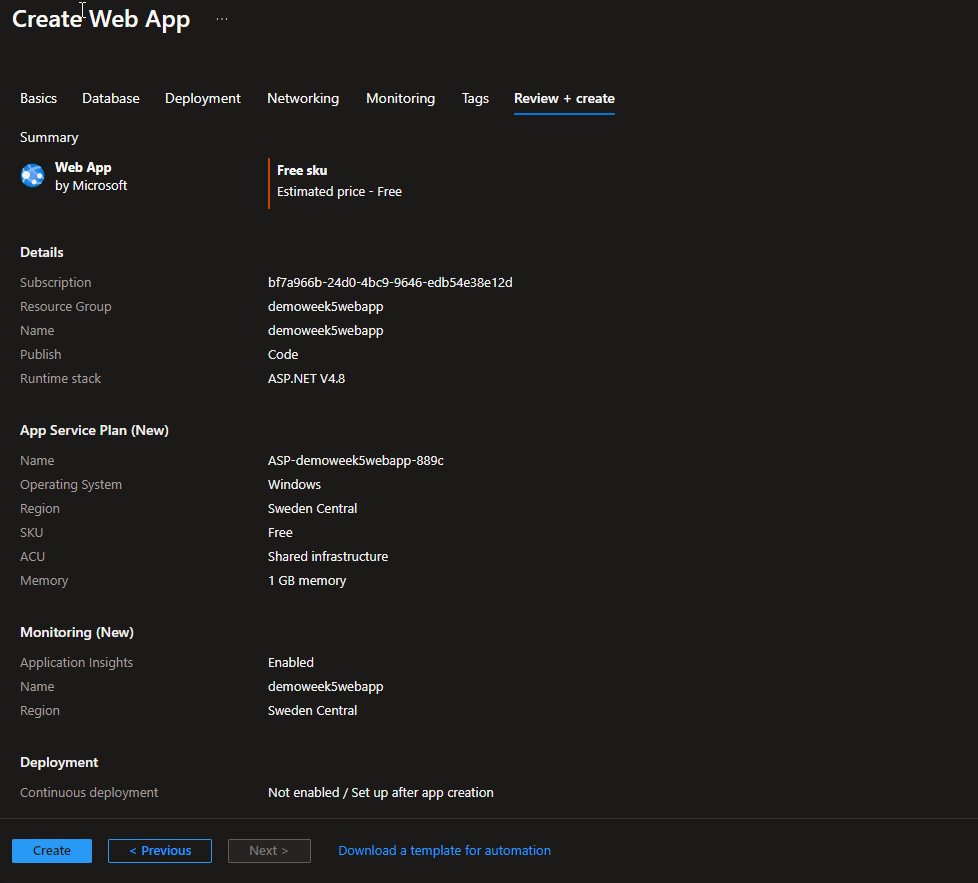 Create Web App ...
Basics Database Deployment Networking Monitoring Tags Review + create
Summary
Web App
by Microsoft
Free sku
Estimated price - Free
Details
Subscription bf7a966b-24d0-4bc9-9646-edb54e38e12d
Resource Group demoweek5webapp
Name demoweek5webapp
Publish Code
Runtime stack ASP.NET V4.8
App Service Plan (New)
Name ASP-demoweek5webapp-889c
Operating System Windows
Region Sweden Central
SKU Free
ACU Shared infrastructure
Memory 1 GB memory
Monitoring (New)
Application Insights Enabled
Name demoweek5webapp
Region Sweden Central
Deployment
Continuous deployment Not enabled / Set up after app creation
Create < Previous Next > Download a template for automation